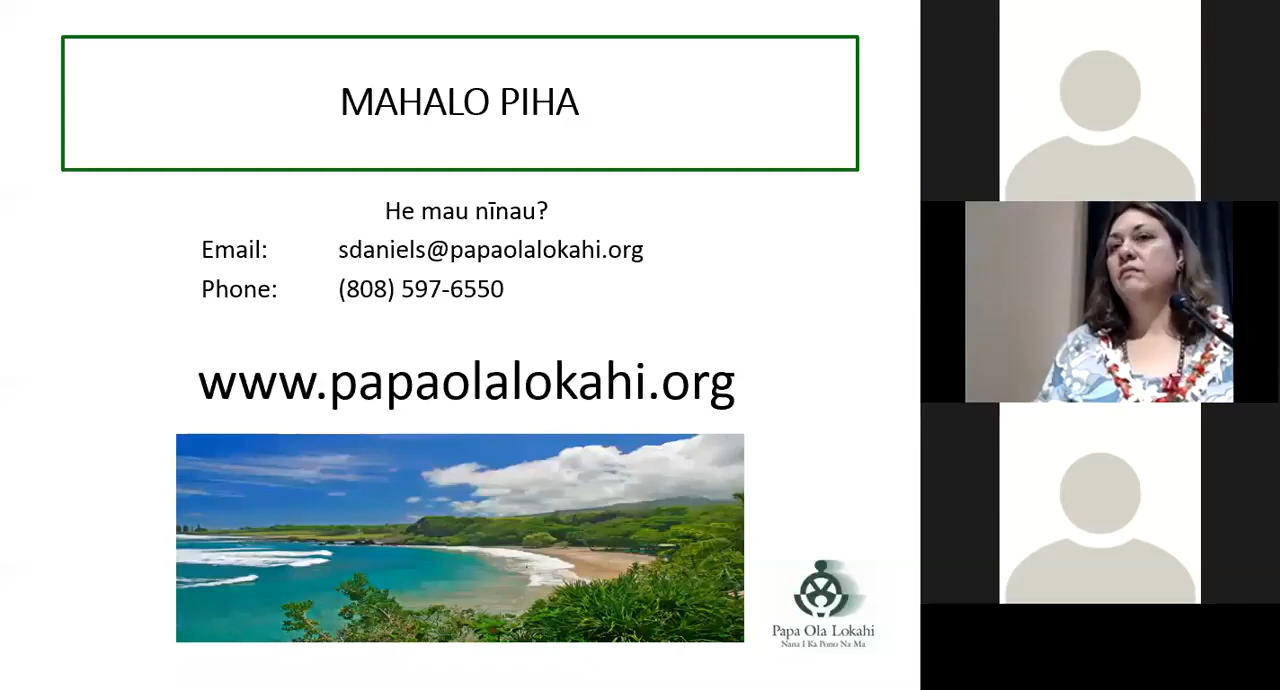 MAHALO PIHA
He mau nīnau?
Email: sdaniels@papaolalokahi.org
Phone: (808) 597-6550
www.papaolalokahi.org
Papa Ola Lokahi
Nana I Ka Pono Na Ma